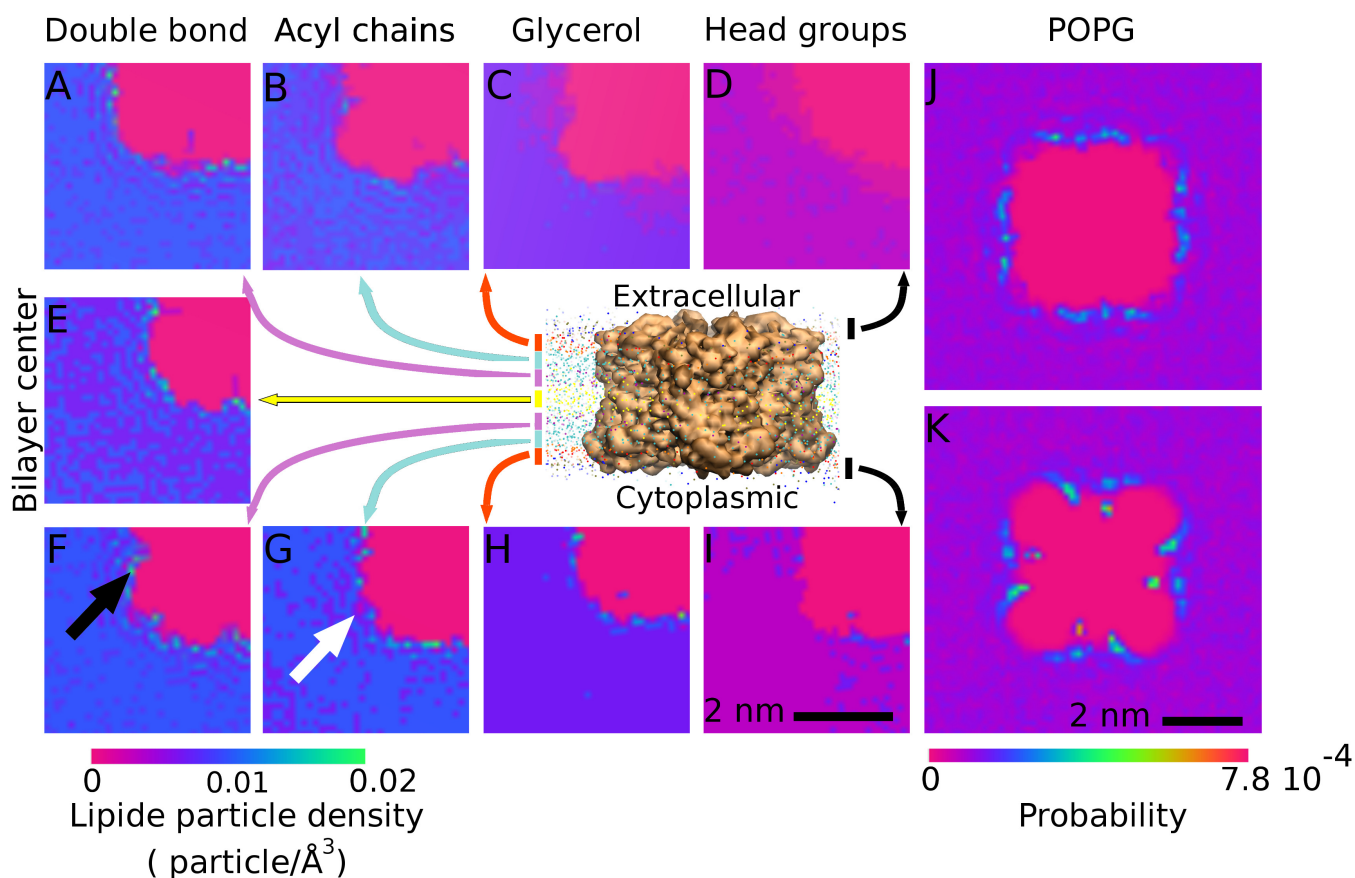 Double bond
Acyl chains
Glycerol
Head groups
POPG
A
B
C
D
J
Extracellular
E
Bilayer center
K
Cytoplasmic
F
G
H
I
2 nm
2 nm
0
0.01
0.02
Lipide particle density
( particle/Å³)
0
7.8 10⁻⁴
Probability